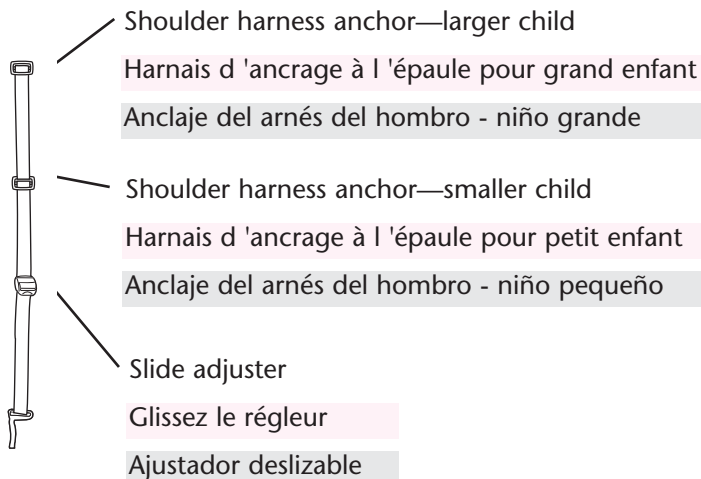 Shoulder harness anchor—larger child
Harnais d 'ancrage à l 'épaule pour grand enfant
Anclaje del arnés del hombro - niño grande
Shoulder harness anchor—smaller child
Harnais d 'ancrage à l 'épaule pour petit enfant
Anclaje del arnés del hombro - niño pequeño
Slide adjuster
Glissez le régleur
Ajustador deslizable